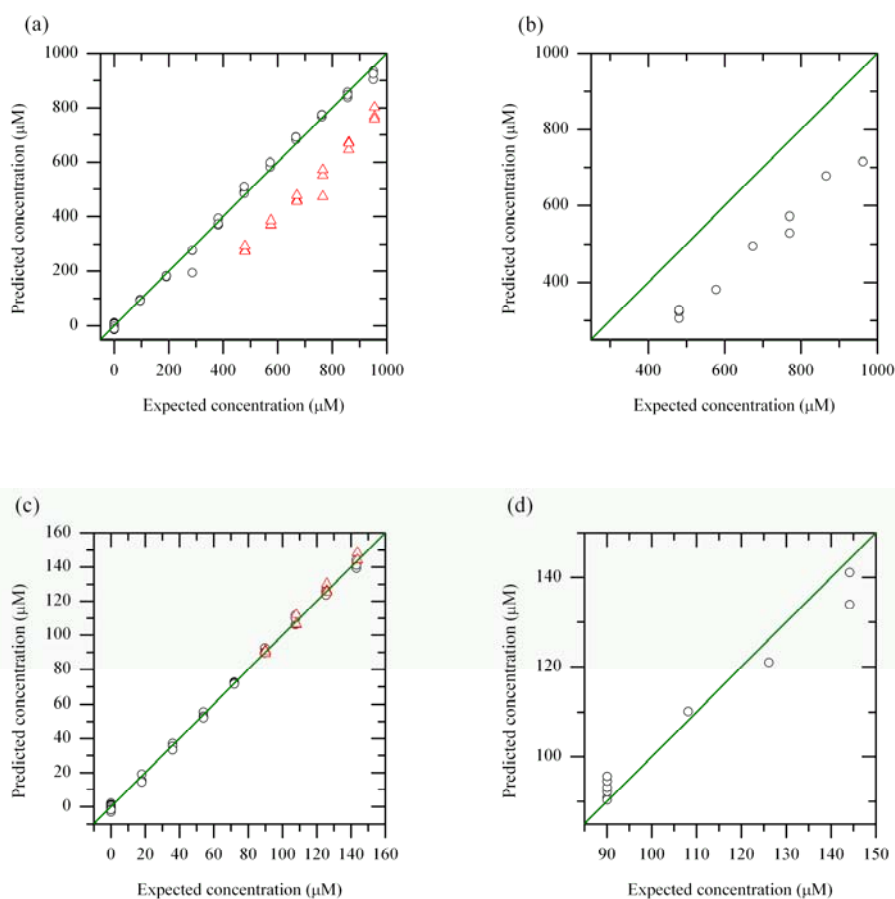 (a)
1000
800
600
400
200
0
Predicted concentration (μM)
0 200 400 600 800 1000
Expected concentration (μM)
(b)
1000
800
600
400
Predicted concentration (μM)
400 600 800 1000
Expected concentration (μM)
(c)
160
140
120
100
80
60
40
20
0
Predicted concentration (μM)
0 20 40 60 80 100 120 140 160
Expected concentration (μM)
(d)
140
120
100
Predicted concentration (μM)
90 100 110 120 130 140 150
Expected concentration (μM)